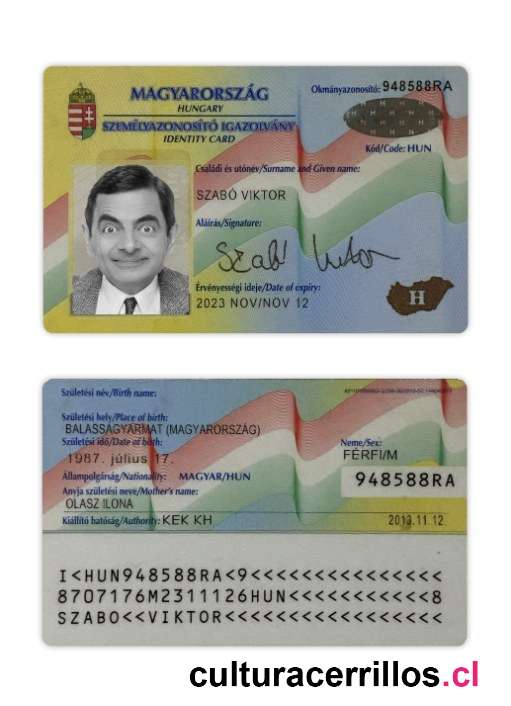 MAGYARORSZÁG
HUNGARY
SZEMÉLYAZONOSÍTÓ IGAZOLVÁNY
IDENTITY CARD
Okmányazonosító: 948588RA
Kód/Code: HUN
Családi és utónév/Surname and Given name:
SZABÓ VIKTOR
Aláírás/Signature:
Szabó Viktor
Érvényességi ideje/Date of expiry:
2023 NOV/NOV 12
H
Születési név/Birth name:
Születési hely/Place of birth:
BALASSAGYARMAT (MAGYARORSZÁG)
Születési idő/Date of birth:
1987. július 17.
Neme/Sex:
FÉRFI/M
Állampolgárság/Nationality: MAGYAR/HUN
948588RA
Anyja születési neve/Mother's name:
OLASZ ILONA
Kiállító hatóság/Authority: KEK KH
2013.11.12
I<HUN948588RA<9<<<<<<<<<<<<<<<
8707176M2311126HUN<<<<<<<<<<<8
SZABO<<VIKTOR<<<<<<<<<<<<<<<<<
culturacerrillos.cl